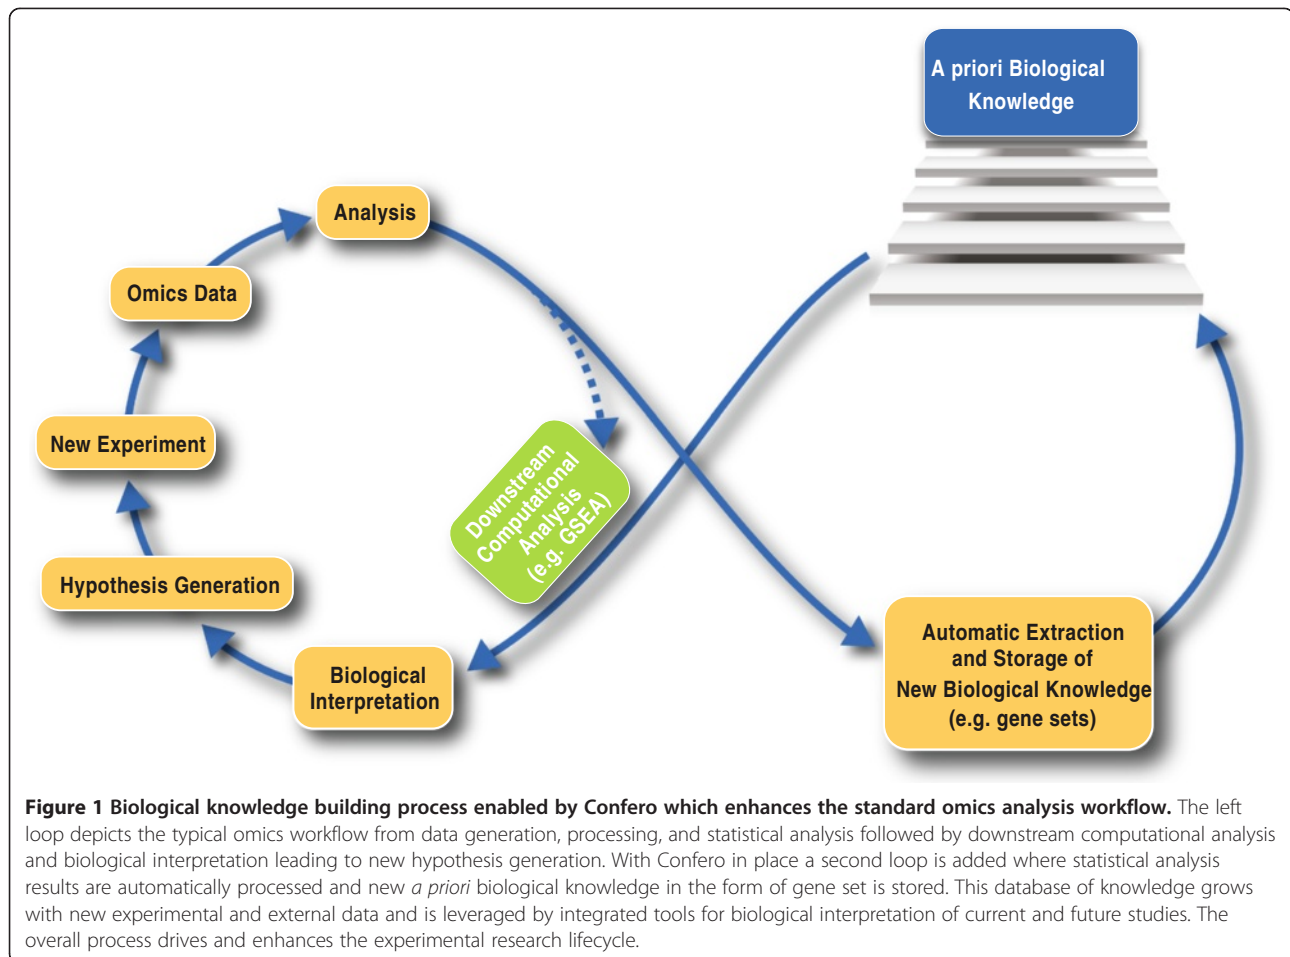 A priori Biological
Knowledge
Analysis
Omics Data
New Experiment
Downstream
Computational
Analysis
(e.g. GSEA)
Hypothesis Generation
Biological
Interpretation
Automatic Extraction
and Storage of
New Biological Knowledge
(e.g. gene sets)
Figure 1 Biological knowledge building process enabled by Confero which enhances the standard omics analysis workflow. The left
loop depicts the typical omics workflow from data generation, processing, and statistical analysis followed by downstream computational analysis
and biological interpretation leading to new hypothesis generation. With Confero in place a second loop is added where statistical analysis
results are automatically processed and new a priori biological knowledge in the form of gene set is stored. This database of knowledge grows
with new experimental and external data and is leveraged by integrated tools for biological interpretation of current and future studies. The
overall process drives and enhances the experimental research lifecycle.